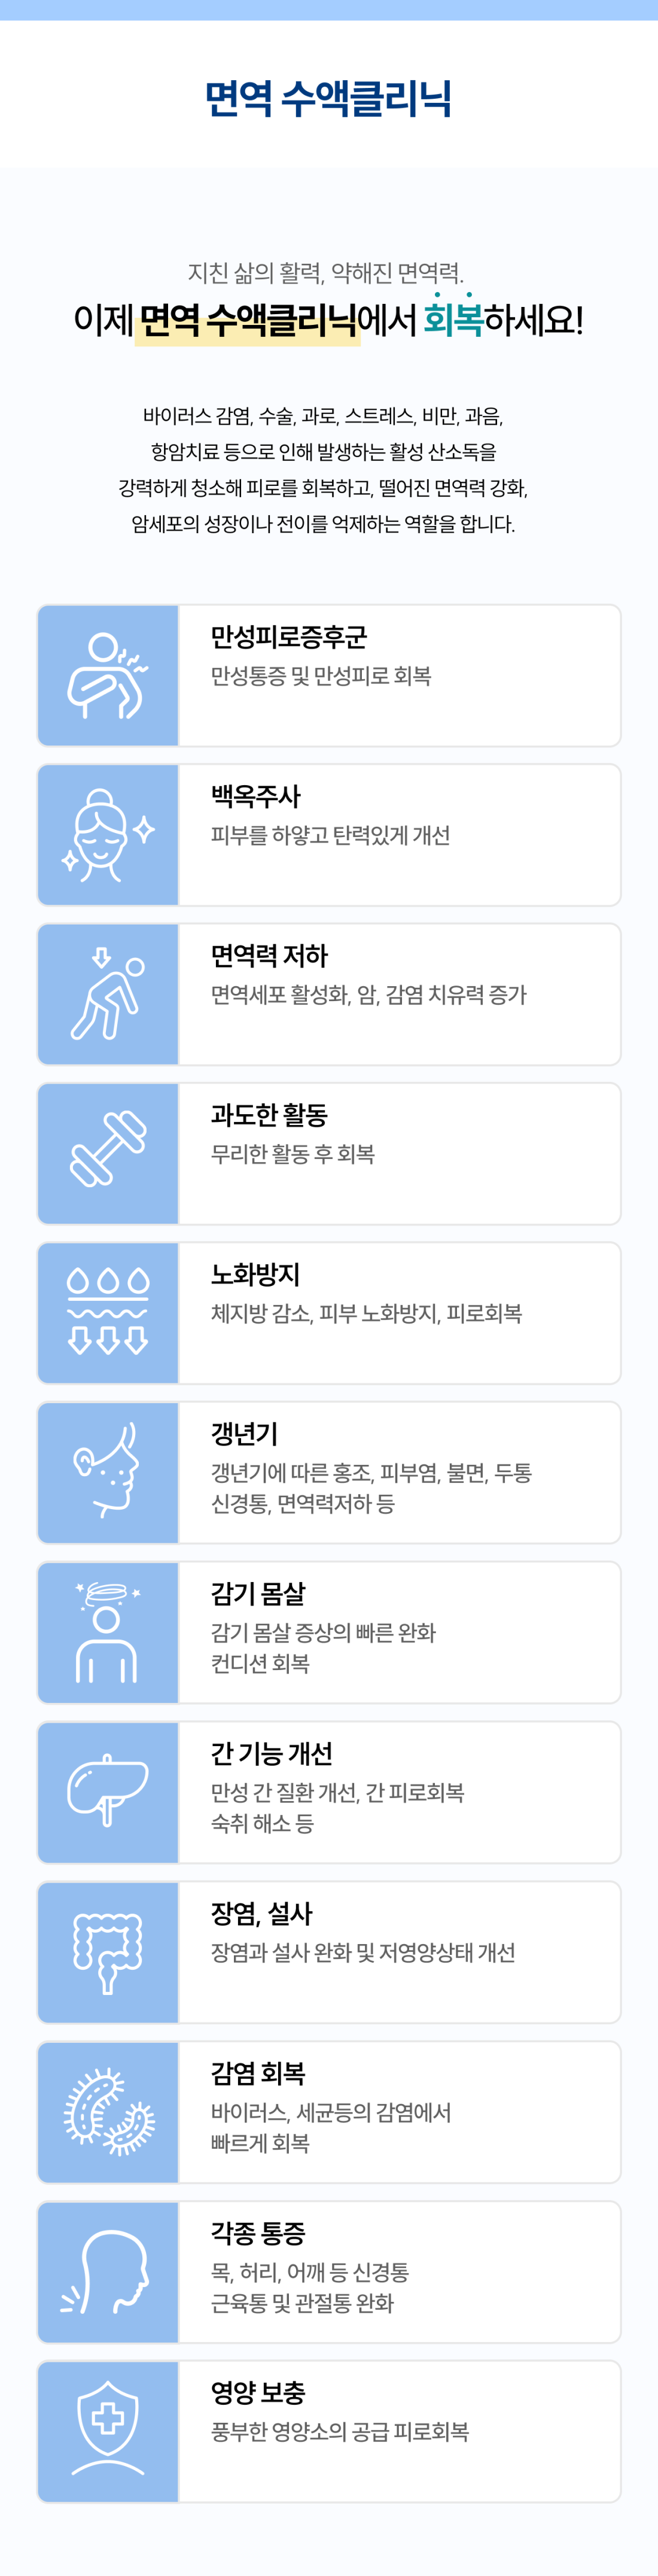 면역 수액클리닉
지친 삶의 활력, 약해진 면역력.
이제 면역 수액클리닉에서 회복하세요!
바이러스 감염, 수술, 과로, 스트레스, 비만, 과음,
항암치료 등으로 인해 발생하는 활성 산소독을
강력하게 청소해 피로를 회복하고, 떨어진 면역력 강화,
암세포의 성장이나 전이를 억제하는 역할을 합니다.
만성피로증후군
만성통증 및 만성피로 회복
백옥주사
피부를 하얗고 탄력있게 개선
면역력 저하
면역세포 활성화, 암, 감염 치유력 증가
과도한 활동
무리한 활동 후 회복
노화방지
체지방 감소, 피부 노화방지, 피로회복
갱년기
갱년기에 따른 홍조, 피부염, 불면, 두통
신경통, 면역력저하 등
감기 몸살
감기 몸살 증상의 빠른 완화
컨디션 회복
간 기능 개선
만성 간 질환 개선, 간 피로회복
숙취 해소 등
장염, 설사
장염과 설사 완화 및 저영양상태 개선
감염 회복
바이러스, 세균등의 감염에서
빠르게 회복
각종 통증
목, 허리, 어깨 등 신경통
근육통 및 관절통 완화
영양 보충
풍부한 영양소의 공급 피로회복